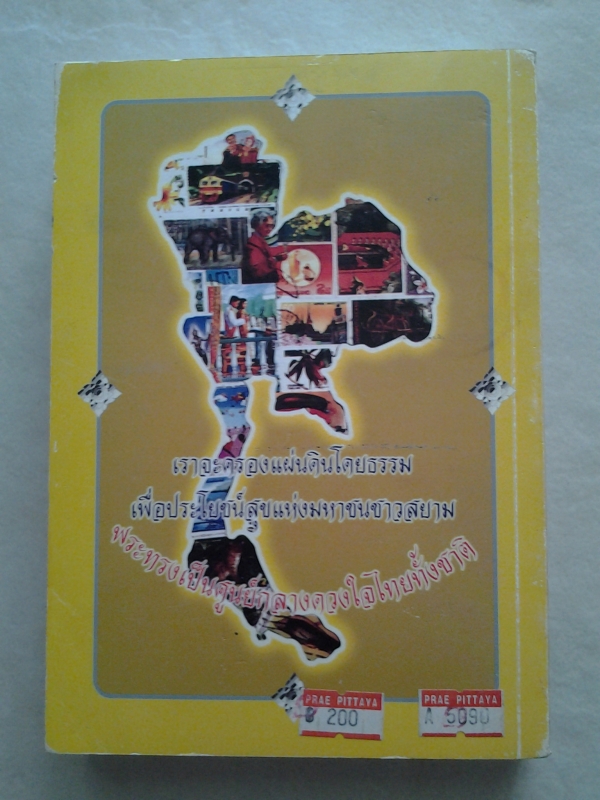 เราจะครองแผ่นดินโดยธรรม
เพื่อประโยชน์สุขแห่งมหาชนชาวสยาม
พระทรงเป็นศูนย์กลางดวงใจไทยทั้งชาติ
PRAE PITTAYA
200
PRAE PITTAYA
A 5090